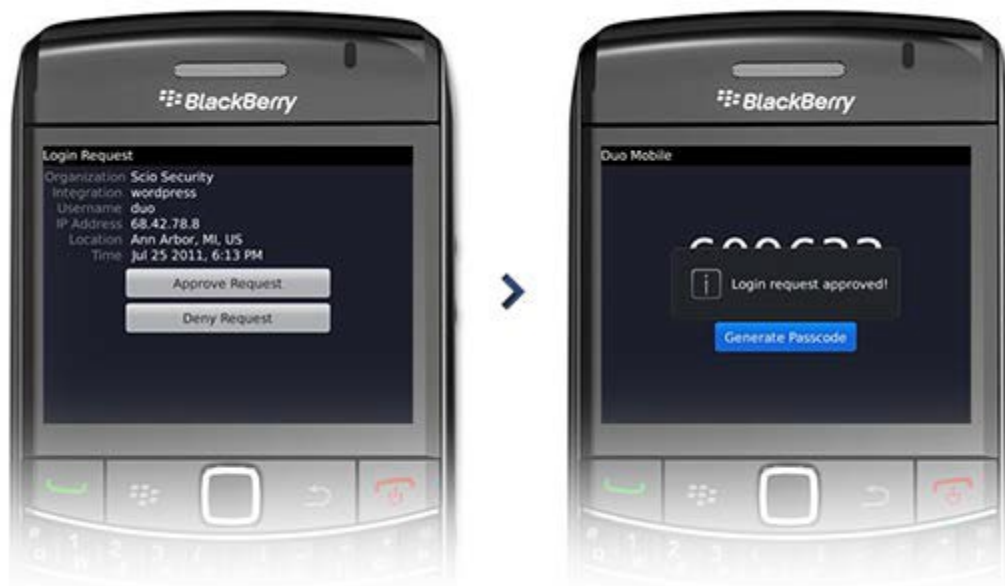 BlackBerry
Login Request
Organization Scio Security
Integration wordpress
Username duo
IP Address 68.42.78.8
Location Ann Arbor, MI, US
Time Jul 25 2011, 6:13 PM
Approve Request
Deny Request
BlackBerry
Duo Mobile
Login request approved!
Generate Passcode